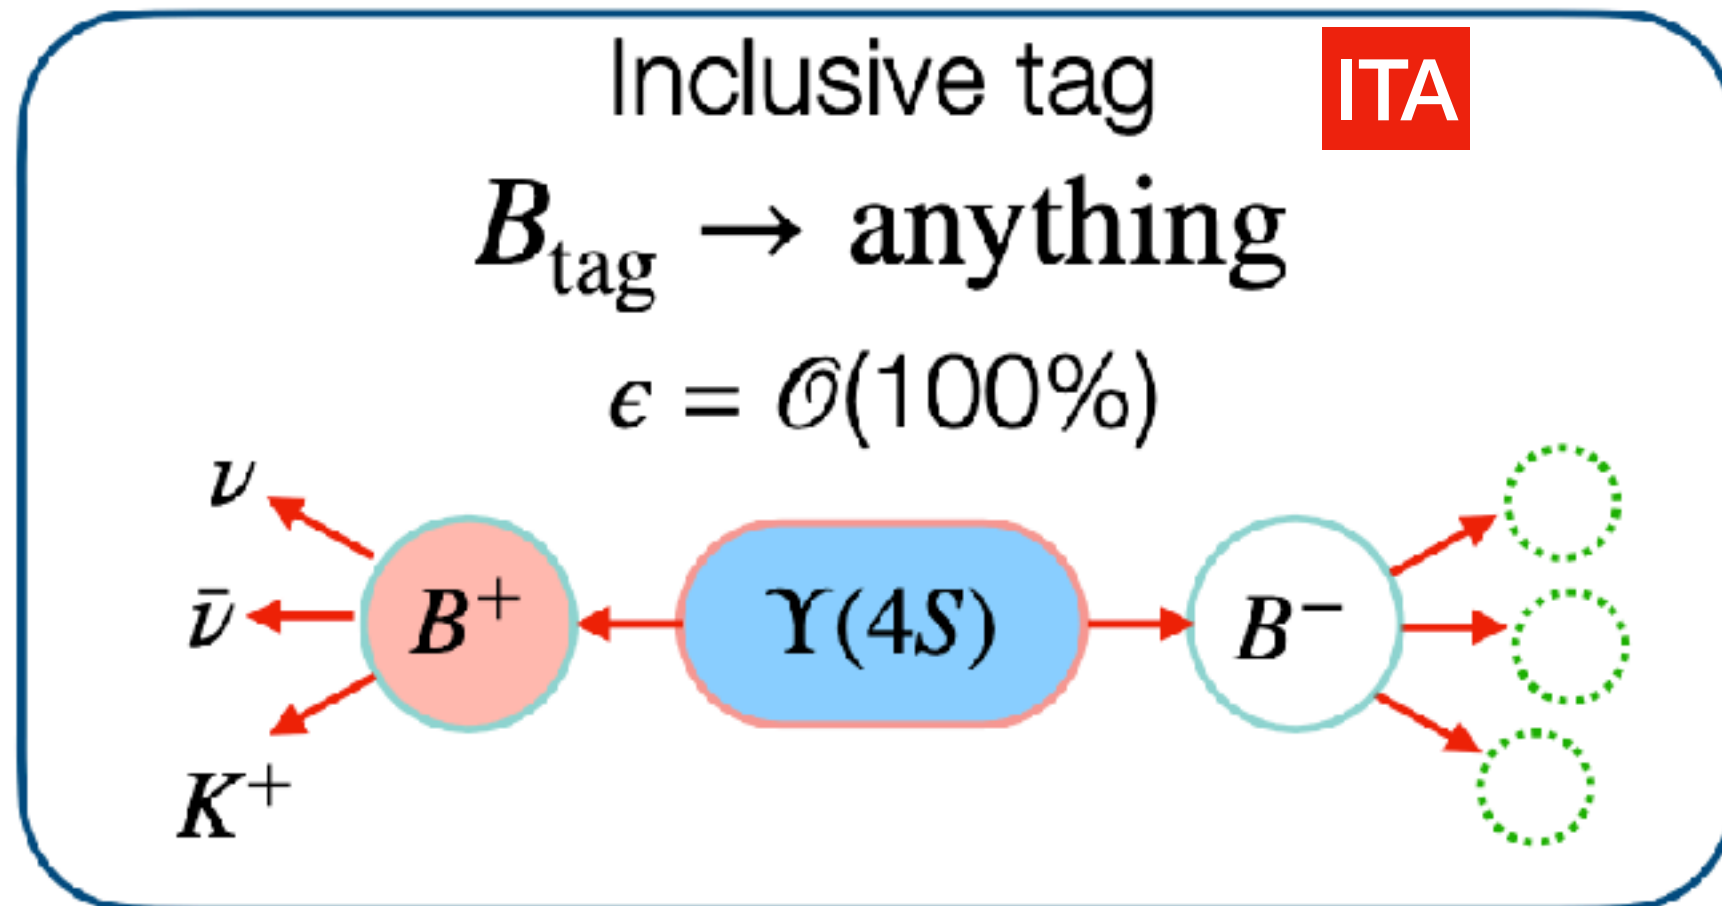 Inclusive tag
ITA
B_tag → anything
ϵ = 𝒪(100%)
ν
ν̄
K⁺
B⁺
Υ(4S)
B⁻